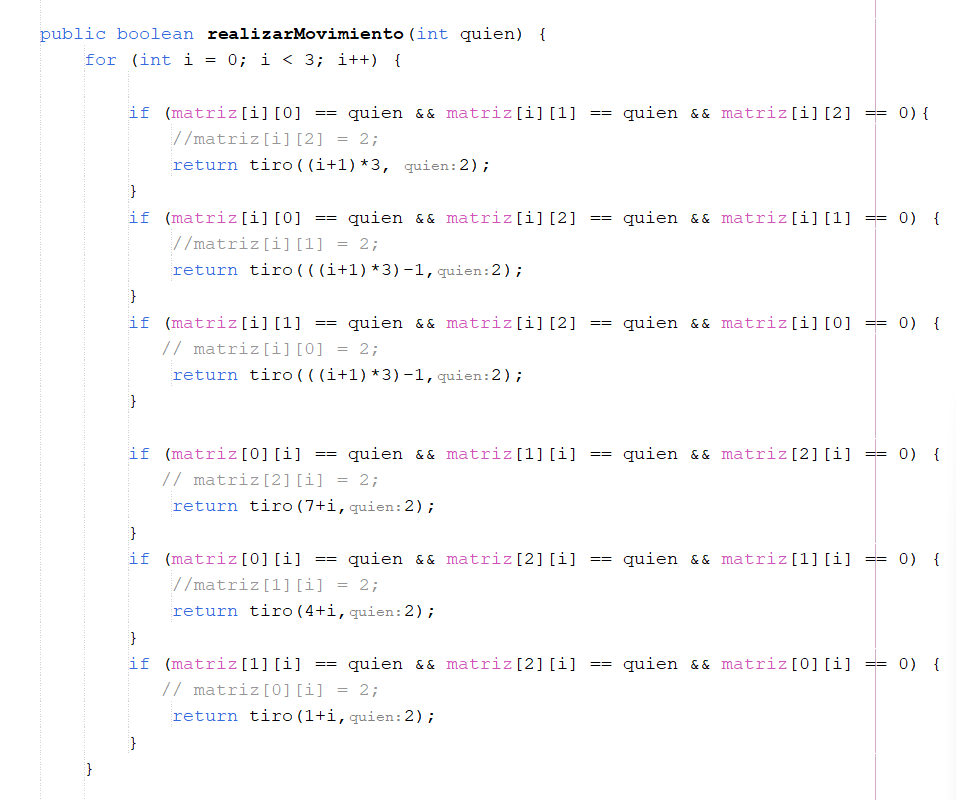 public boolean realizarMovimiento(int quien) {
for (int i = 0; i < 3; i++) {
if (matriz[i][0] == quien && matriz[i][1] == quien && matriz[i][2] == 0){
//matriz[i][2] = 2;
return tiro((i+1)*3, quien:2);
}
if (matriz[i][0] == quien && matriz[i][2] == quien && matriz[i][1] == 0) {
//matriz[i][1] = 2;
return tiro(((i+1)*3)-1,quien:2);
}
if (matriz[i][1] == quien && matriz[i][2] == quien && matriz[i][0] == 0) {
// matriz[i][0] = 2;
return tiro(((i+1)*3)-1,quien:2);
}
if (matriz[0][i] == quien && matriz[1][i] == quien && matriz[2][i] == 0) {
// matriz[2][i] = 2;
return tiro(7+i,quien:2);
}
if (matriz[0][i] == quien && matriz[2][i] == quien && matriz[1][i] == 0) {
//matriz[1][i] = 2;
return tiro(4+i,quien:2);
}
if (matriz[1][i] == quien && matriz[2][i] == quien && matriz[0][i] == 0) {
// matriz[0][i] = 2;
return tiro(1+i,quien:2);
}
}